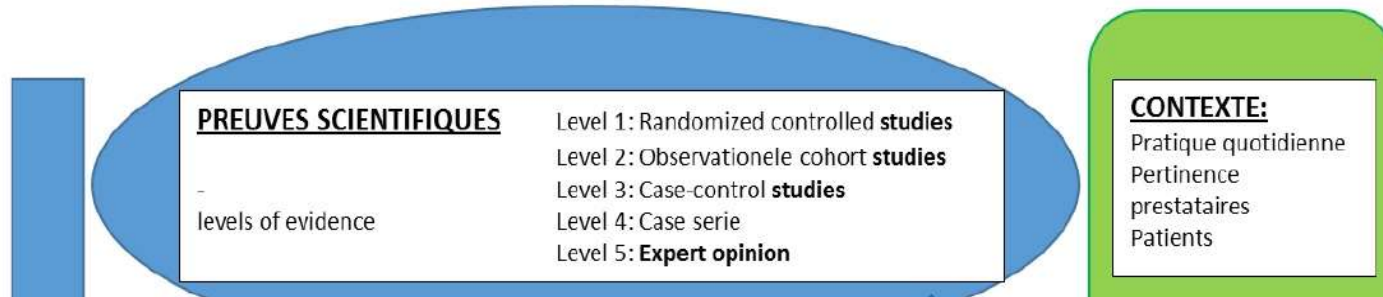 PREUVES SCIENTIFIQUES
-
levels of evidence
Level 1: Randomized controlled studies
Level 2: Observationele cohort studies
Level 3: Case-control studies
Level 4: Case serie
Level 5: Expert opinion
CONTEXTE:
Pratique quotidienne
Pertinence
prestataires
Patients